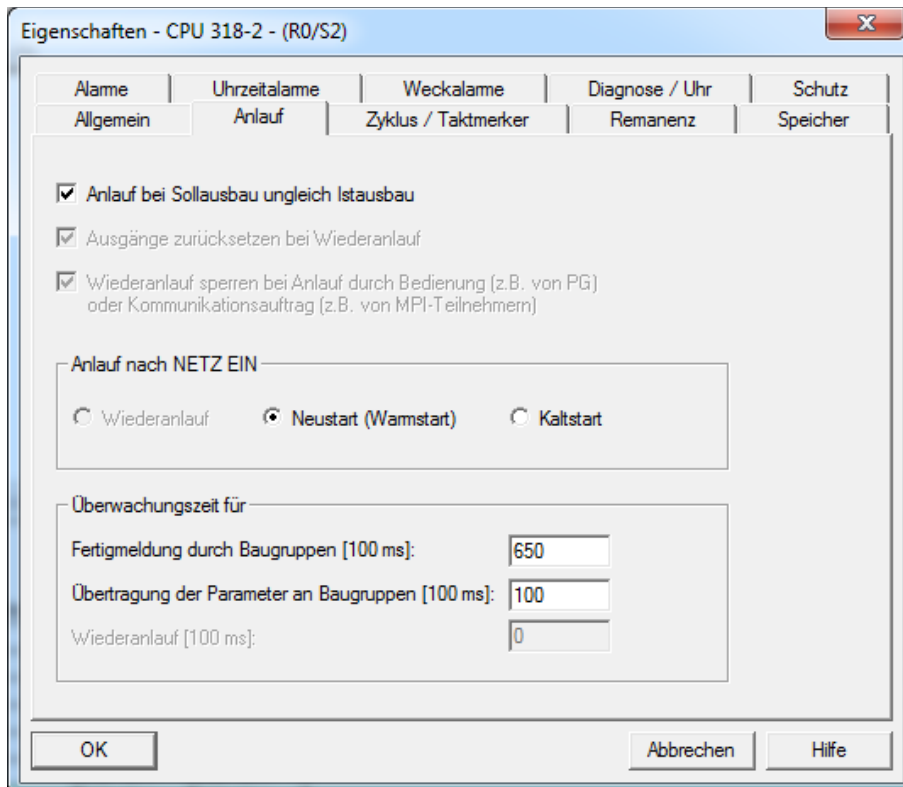 Eigenschaften - CPU 318-2 - (R0/S2)
Alarme Uhrzeitalarme Weckalarme Diagnose / Uhr Schutz
Allgemein Anlauf Zyklus / Taktmerker Remanenz Speicher
Anlauf bei Sollausbau ungleich Istausbau
Ausgänge zurücksetzen bei Wiederanlauf
Wiederanlauf sperren bei Anlauf durch Bedienung (z.B. von PG)
oder Kommunikationsauftrag (z.B. von MPI-Teilnehmern)
Anlauf nach NETZ EIN
Wiederanlauf Neustart (Warmstart) Kaltstart
Überwachungszeit für
Fertigmeldung durch Baugruppen [100 ms]: 650
Übertragung der Parameter an Baugruppen [100 ms]: 100
Wiederanlauf [100 ms]: 0
OK Abbrechen Hilfe